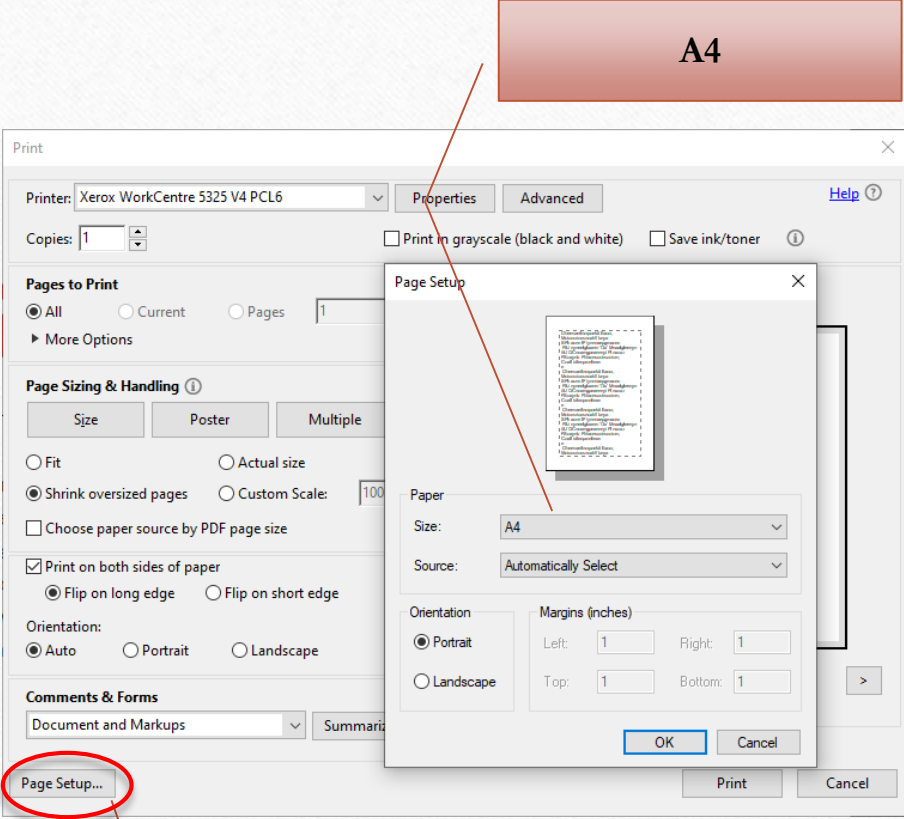 A4
Print
Printer: Xerox WorkCentre 5325 V4 PCL6 Properties Advanced Help
Copies: 1 Print in grayscale (black and white) Save ink/toner
Pages to Print
All Current Pages 1
More Options
Page Sizing & Handling
Size Poster Multiple
Fit Actual size
Shrink oversized pages Custom Scale: 100
Choose paper source by PDF page size
Print on both sides of paper
Flip on long edge Flip on short edge
Orientation:
Auto Portrait Landscape
Comments & Forms
Document and Markups Summariz
Page Setup... Print Cancel
>
Page Setup
Paper
Size: A4
Source: Automatically Select
Orientation
Portrait
Landscape
Margins (inches)
Left: 1 Right: 1
Top: 1 Bottom: 1
OK Cancel